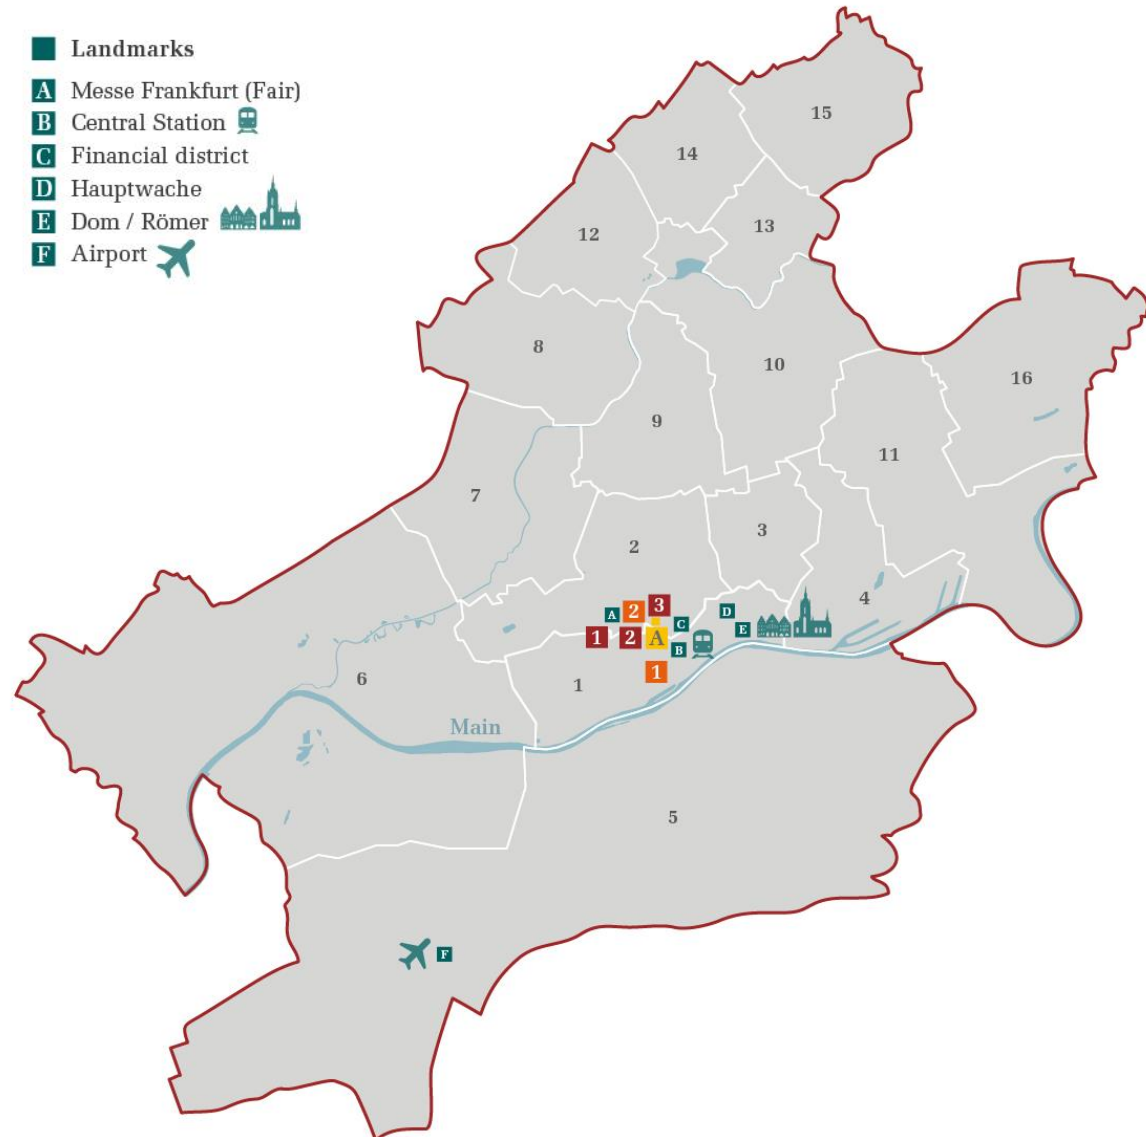 Landmarks
A Messe Frankfurt (Fair)
B Central Station
C Financial district
D Hauptwache
E Dom / Römer
F Airport
15
14
13
12
8
10
16
9
11
7
3
2
4
A 2 3 D
C
E
1 2 A
B
1
1
6
Main
5
F